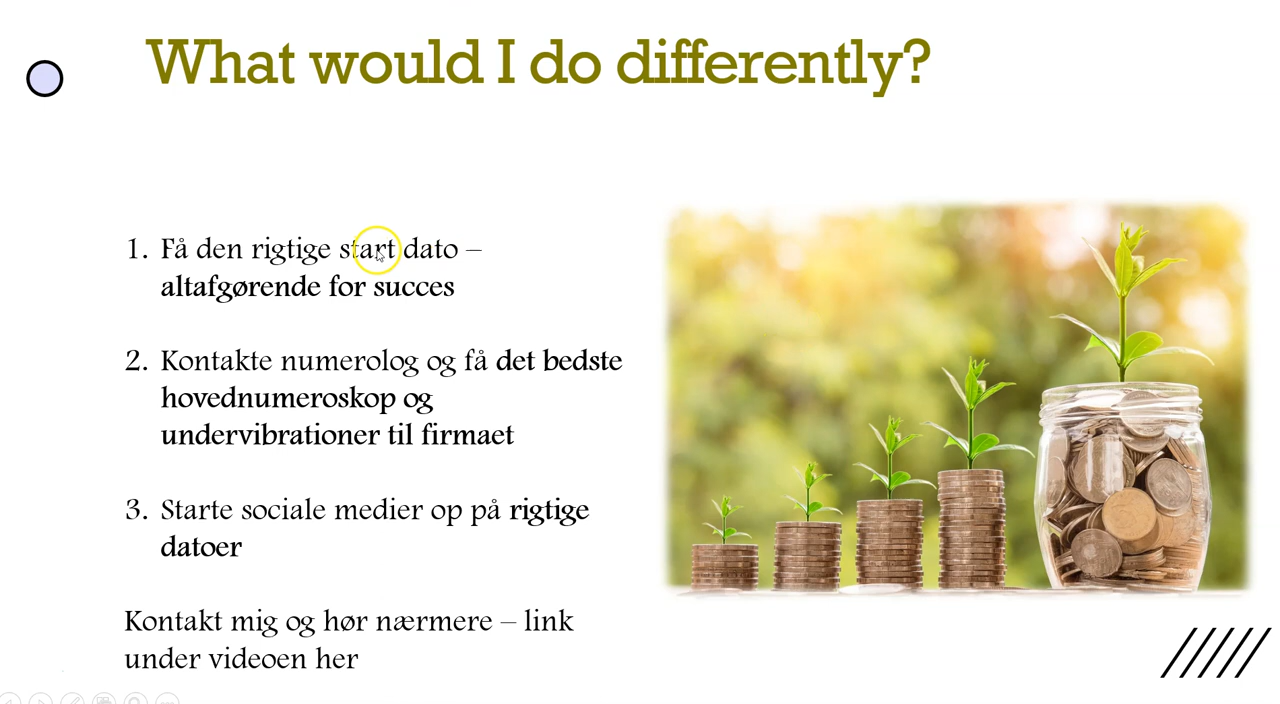 What would I do differently?
1. Få den rigtige start dato –
altafgørende for succes
2. Kontakte numerolog og få det bedste
hovednumeroskop og
undervibrationer til firmaet
3. Starte sociale medier op på rigtige
datoer
Kontakt mig og hør nærmere – link
under videoen her